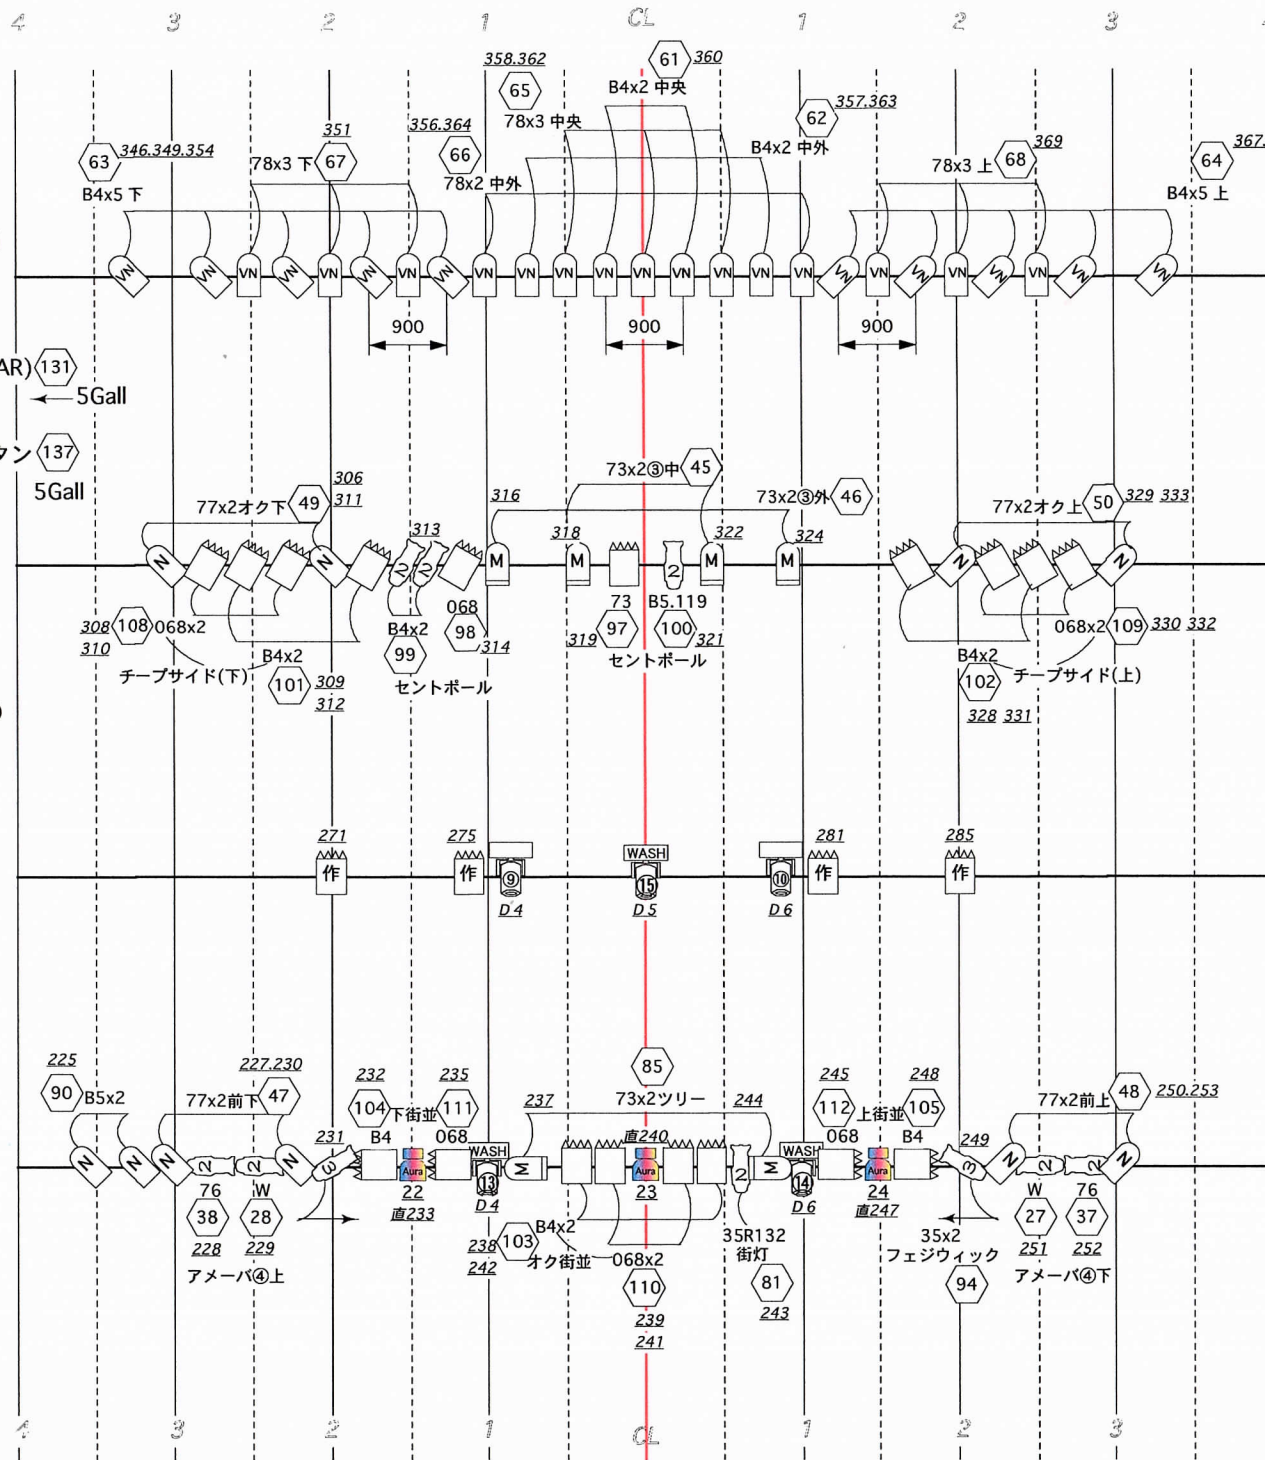 4 3 2 1 CL 1 2 3
358.362
61 360
65
B4x2 中央
357.363
351
356.364
78x3 中央
62
369
367.
63 346.349.354
78x3 下 67
66
B4x2 中外
78x3 上 68
64
B4x5 下
78x2 中外
B4x5 上
VN VN VN VN VN VN VN VN VN VN VN VN VN VN VN VN VN VN VN VN VN VN VN VN VN
900 900 900
AR) 131
← 5Gall
クン 137
5Gall
73x2③中 45
306
316
73x2③外 46
77x2オク下 49 311
77x2オク上 50 329 333
313
318
322
324
N N 2 2 M M 2 M M N N
068
73
B5.119
308 108 068x2
B4x2
98
97
100
068x2 109 330 332
310
99
314
319
321
チープサイド(下)
B4x2
セントポール
セントポール
B4x2
チープサイド(上)
101 309
102
312
328 331
)
271 275 281 285
WASH
作 作 ⑨ ⑮ ⑩ 作 作
D4 D5 D6
85
225
227.230
232
235
245
248
48 250.253
90 B5x2
77x2前下 47
104 下街並 111
237
73x2ツリー
244
112 上街並 105
77x2前上
231
B4
068
直240
068
B4
249
WASH
WASH
N N N 2 2 N 3 Aura 13 M Aura 2 M 14 Aura 3 N 2 2 N
76
W
22
D4
23
D6
24
W
76
38
28
直233
直247
27
37
228
229
238 103 B4x2
35R132
35x2
251
252
242
オク街並
068x2
街灯
フェジウィック
アメーバ④上
アメーバ④下
110
81
94
239
243
241
4 3 2 1 CL 1 2 3